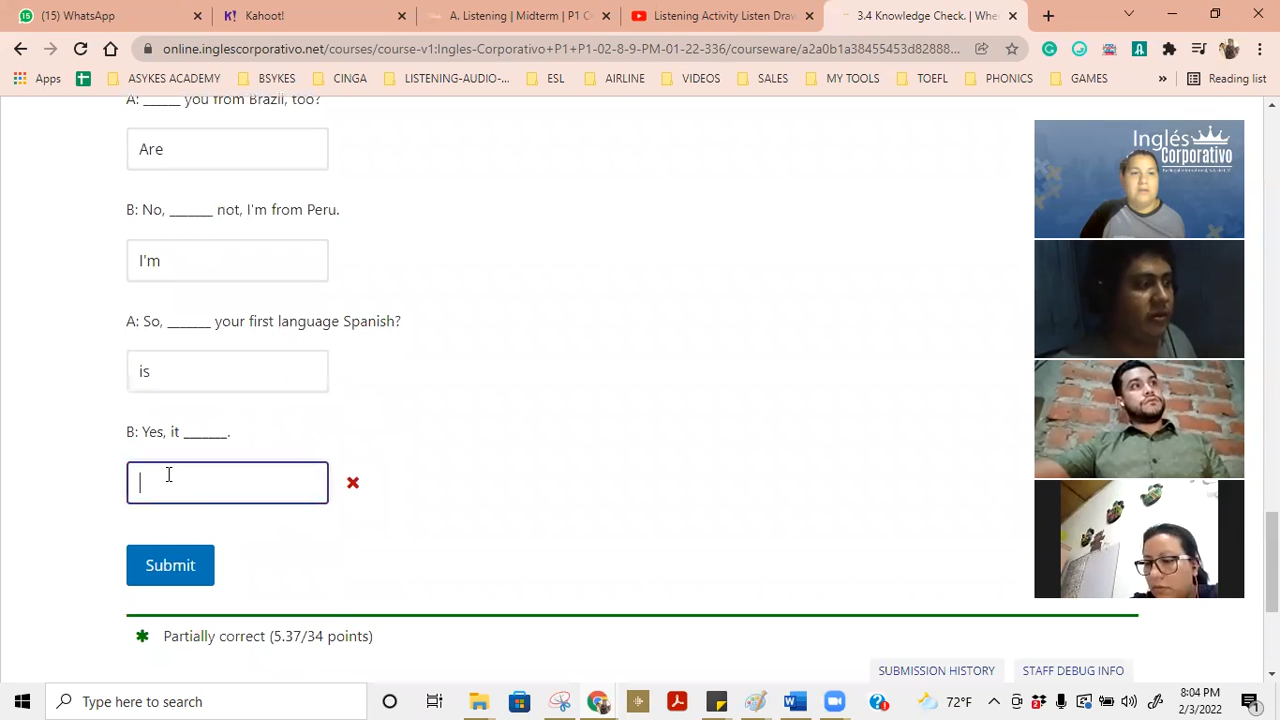 (15) WhatsApp
Kahoot!
A. Listening | Midterm | P1 C
Listening Activity Listen Draw
3.4 Knowledge Check. | Whe
online.inglescorporativo.net/courses/course-v1:Ingls-Corporativo+P1+P1-02-8-9-PM-01-22-336/courseware/a2a0b1a38455453d82888...
Apps
ASYKES ACADEMY
BSYKES
CINGA
LISTENING-AUDIO-...
ESL
AIRLINE
VIDEOS
SALES
MY TOOLS
TOEFL
PHONICS
GAMES
»
Reading list
A: ______ you from Brazil, too?
Are
B: No, _______ not, I'm from Peru.
I'm
A: So, _______ your first language Spanish?
is
B: Yes, it _______.
Submit
Partially correct (5.37/34 points)
SUBMISSION HISTORY
STAFF DEBUG INFO
Inglés
Corporativo
Type here to search
72°F
8:04 PM
2/3/2022